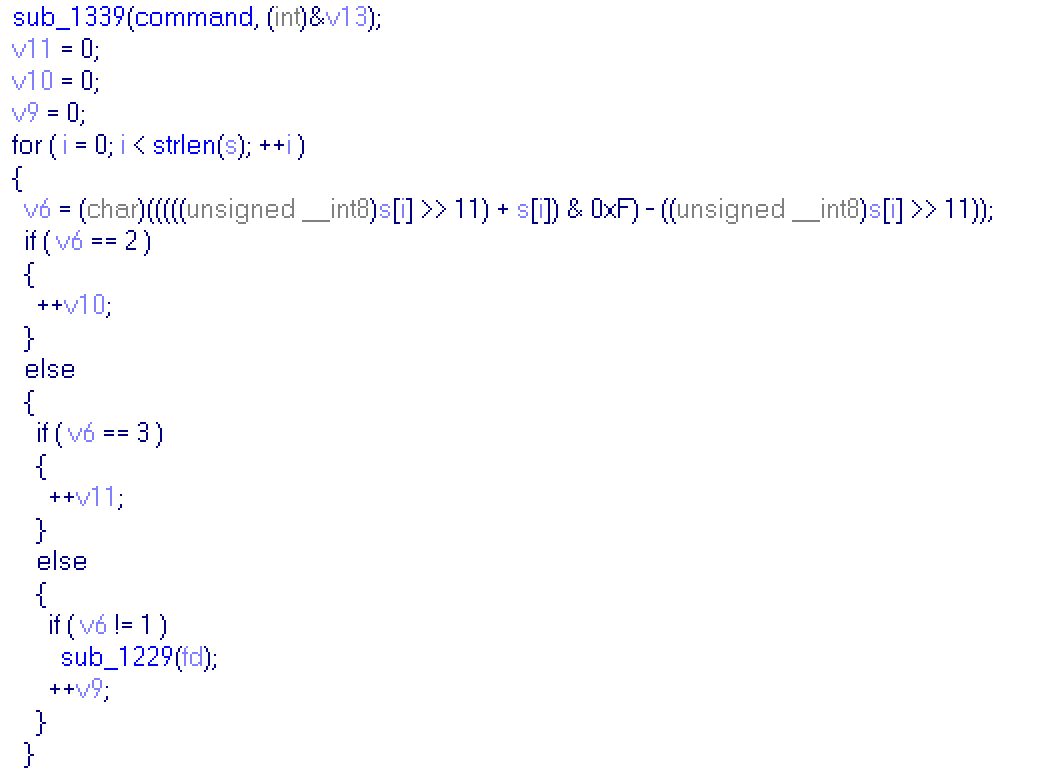 sub_1339(command, (int)&v13);
v11 = 0;
v10 = 0;
v9 = 0;
for ( i = 0; i < strlen(s); ++i )
{
v6 = (char)(((((unsigned __int8)s[i] >> 11) + s[i]) & 0xF) - ((unsigned __int8)s[i] >> 11));
if ( v6 == 2 )
{
++v10;
}
else
{
if ( v6 == 3 )
{
++v11;
}
else
{
if ( v6 != 1 )
sub_1229(fd);
++v9;
}
}